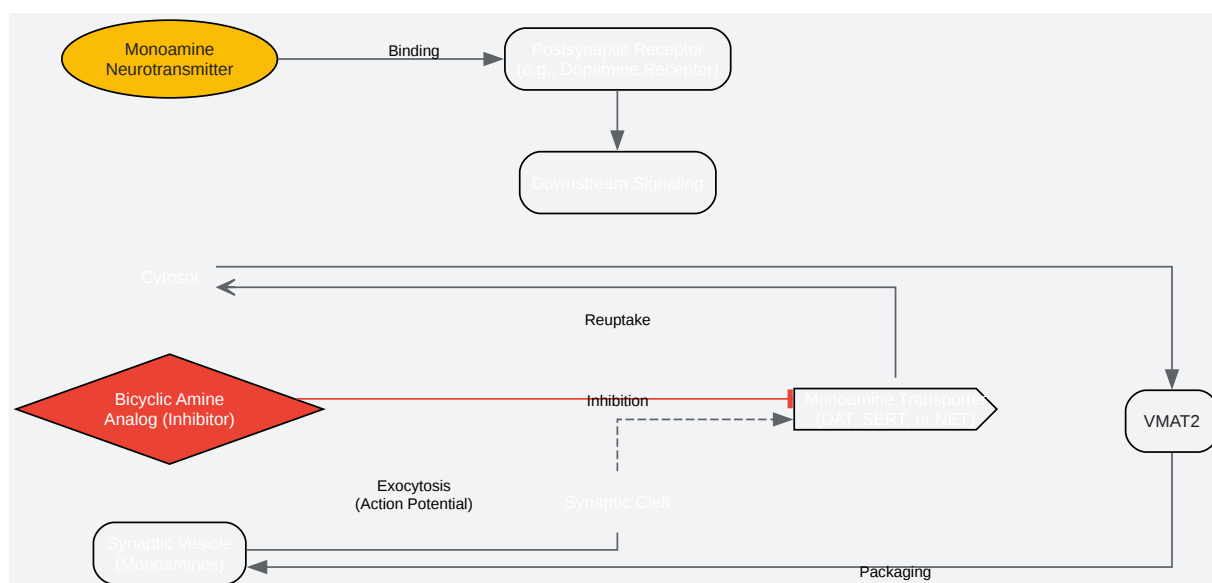 Monoamine
Neurotransmitter
Binding
Postsynaptic Receptor
(e.g., Dopamine Receptor)
Downstream Signaling
Cytosol
Reuptake
Bicyclic Amine
Analog (Inhibitor)
Inhibition
Monoamine Transporter
(DAT, SERT, or NET)
VMAT2
Exocytosis
(Action Potential)
Synaptic Cleft
Synaptic Vesicle
(Monoamines)
Packaging